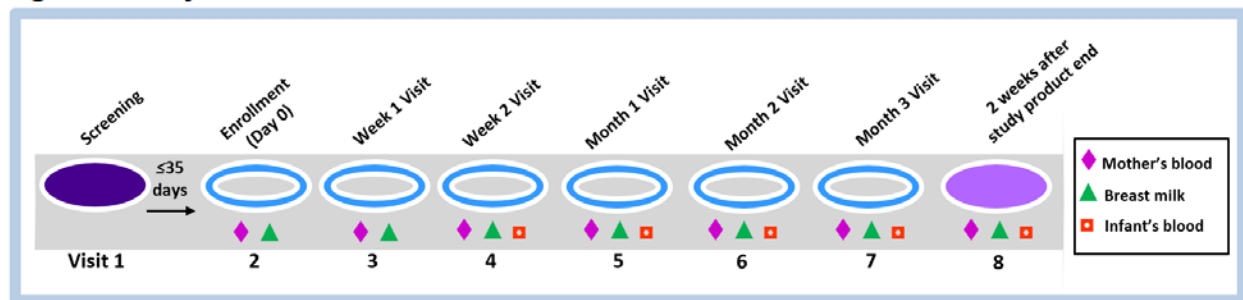 Screening
≤35
days
Enrollment
(Day 0)
Week 1 Visit
Week 2 Visit
Month 1 Visit
Month 2 Visit
Month 3 Visit
2 weeks after
study product end
Mother's blood
Breast milk
Infant's blood
Visit 1
2
3
4
5
6
7
8